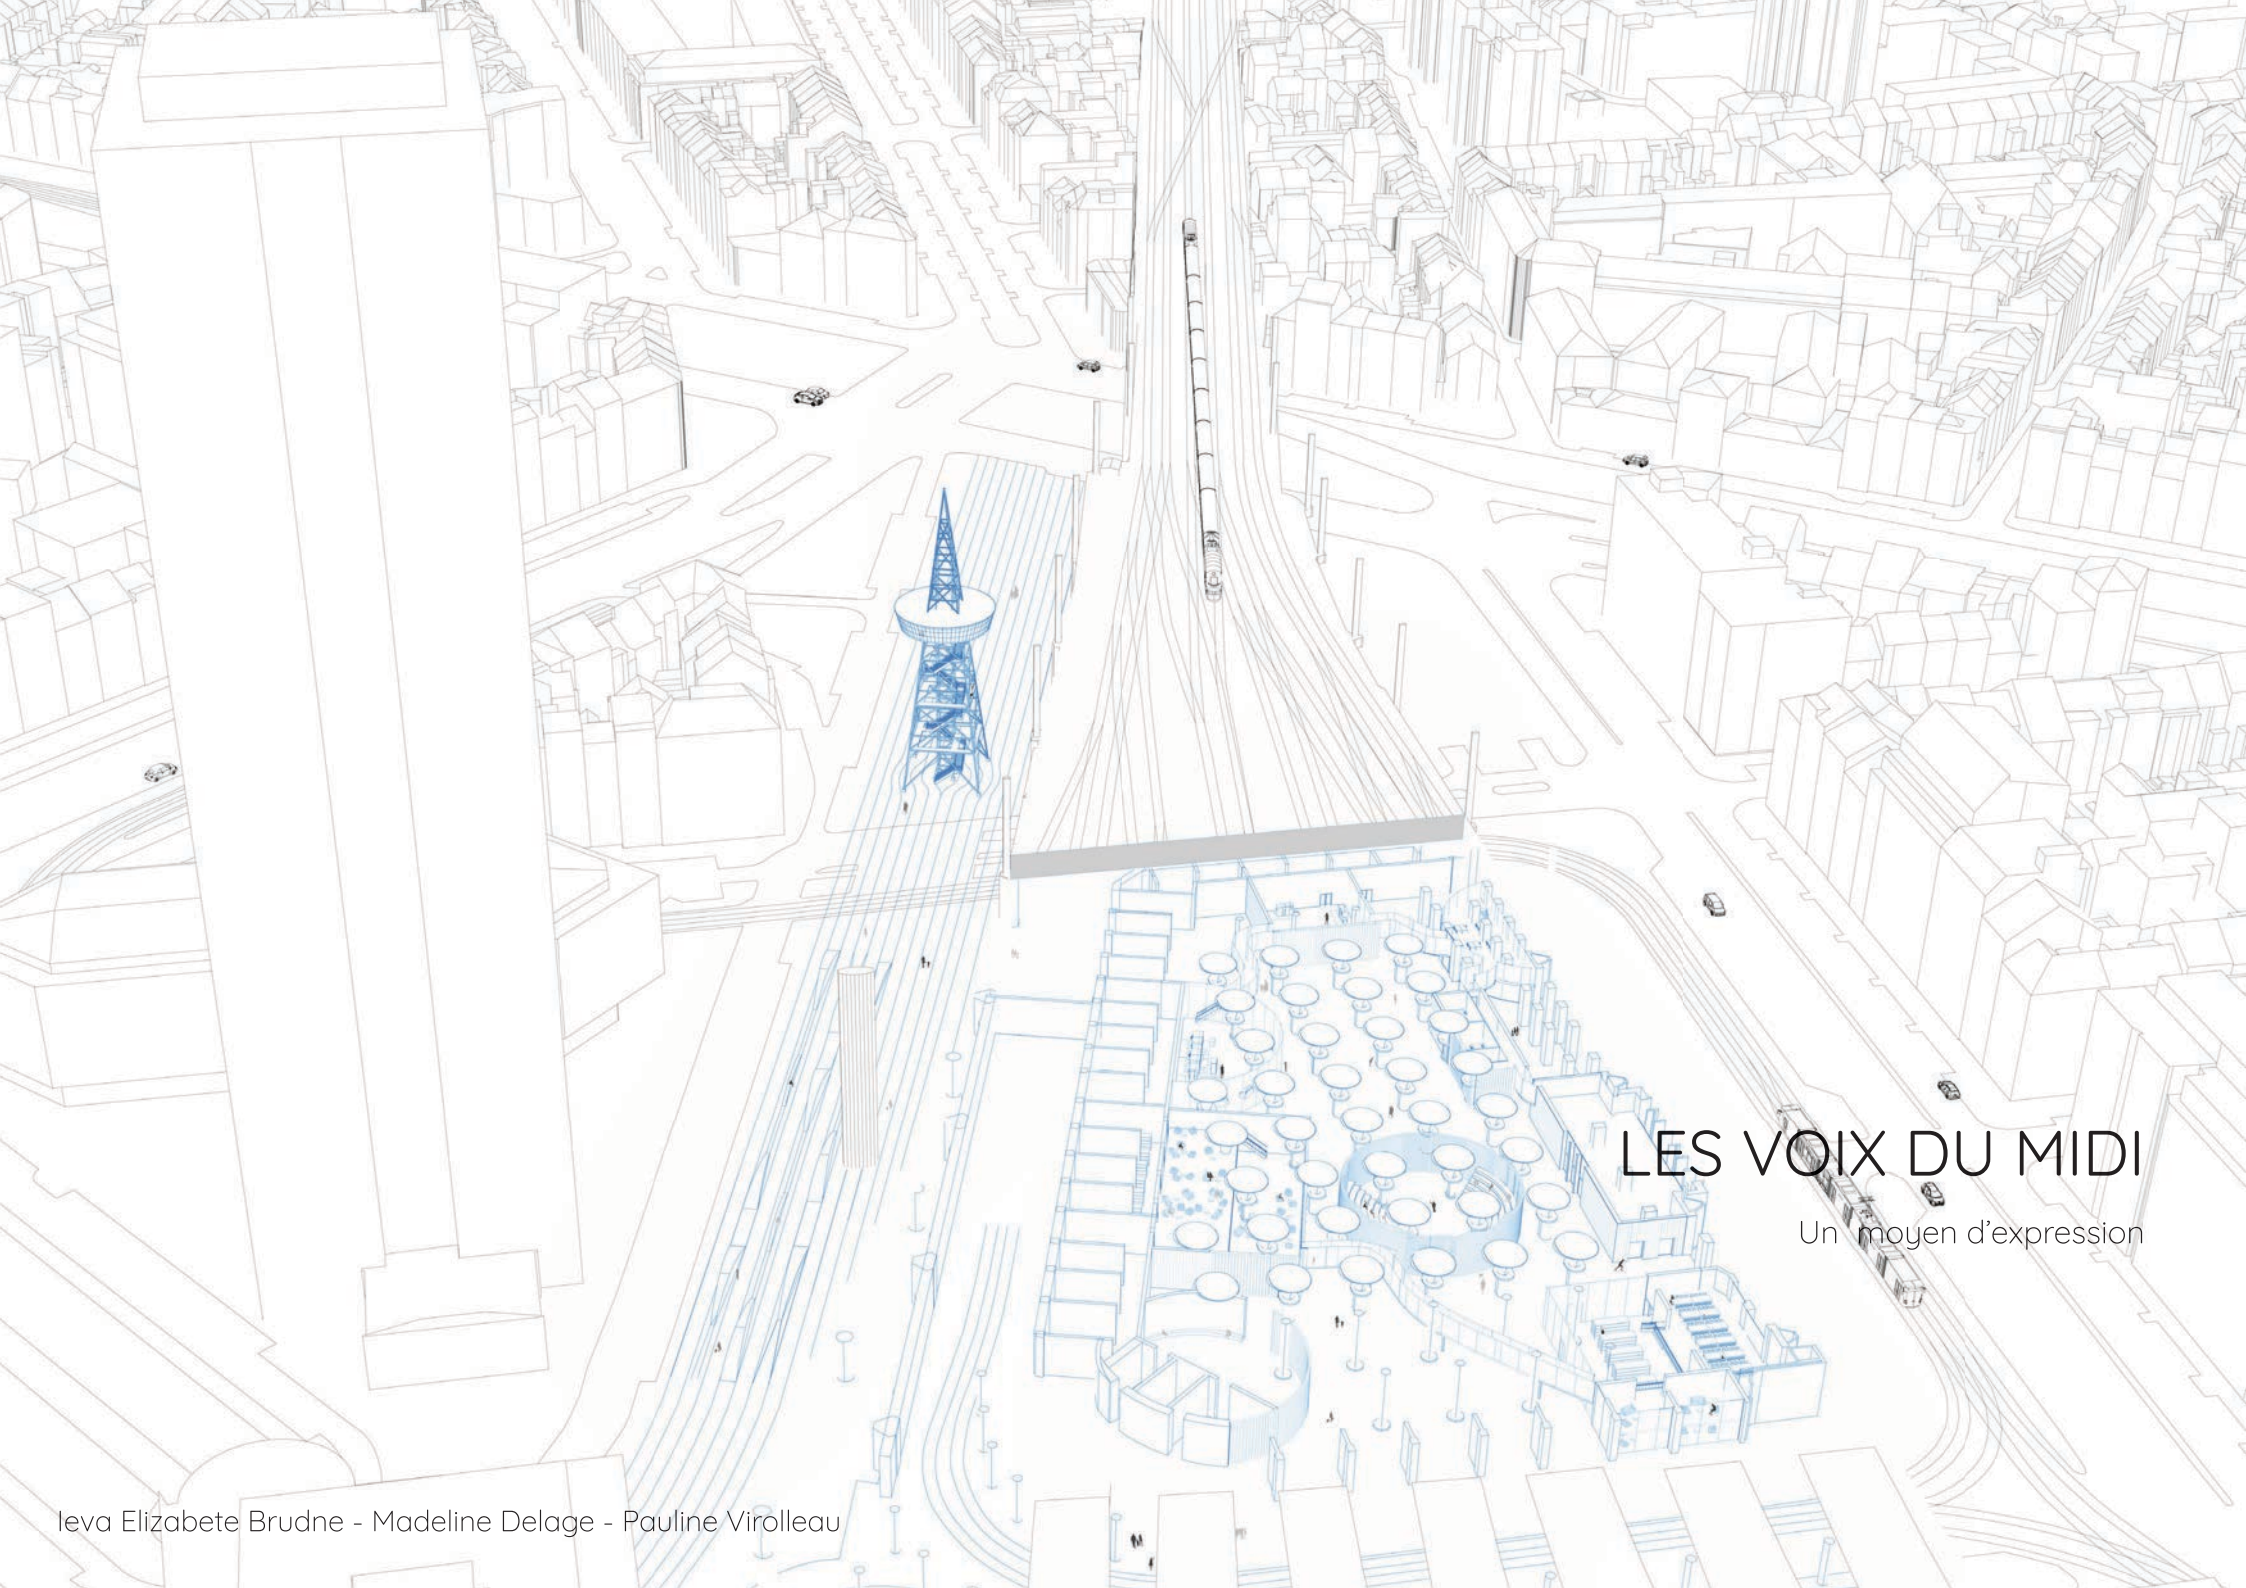 LES VOIX DU MIDI
Un moyen d'expression
Ieva Elizabete Brudne - Madeline Delage - Pauline Virolleau